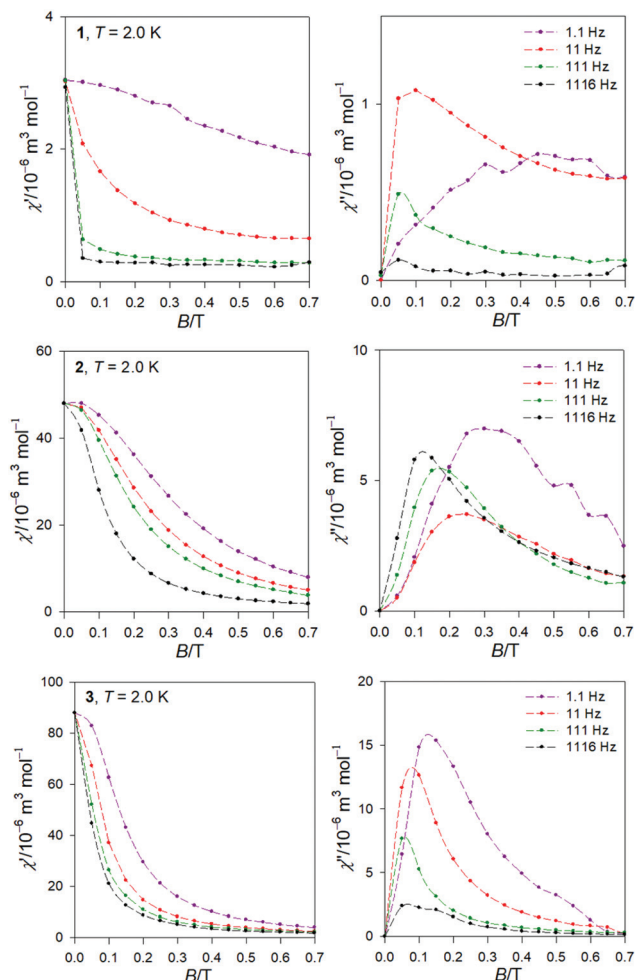 1, T = 2.0 K
χ'/10⁻⁶ m³ mol⁻¹
4
2
0
0.0 0.1 0.2 0.3 0.4 0.5 0.6 0.7
B/T
1.1 Hz
11 Hz
111 Hz
1116 Hz
χ"/10⁻⁶ m³ mol⁻¹
1
0
0.0 0.1 0.2 0.3 0.4 0.5 0.6 0.7
B/T
2, T = 2.0 K
χ'/10⁻⁶ m³ mol⁻¹
60
40
20
0
0.0 0.1 0.2 0.3 0.4 0.5 0.6 0.7
B/T
1.1 Hz
11 Hz
111 Hz
1116 Hz
χ"/10⁻⁶ m³ mol⁻¹
10
5
0
0.0 0.1 0.2 0.3 0.4 0.5 0.6 0.7
B/T
3, T = 2.0 K
χ'/10⁻⁶ m³ mol⁻¹
100
80
60
40
20
0
0.0 0.1 0.2 0.3 0.4 0.5 0.6 0.7
B/T
1.1 Hz
11 Hz
111 Hz
1116 Hz
χ"/10⁻⁶ m³ mol⁻¹
20
15
10
5
0
0.0 0.1 0.2 0.3 0.4 0.5 0.6 0.7
B/T